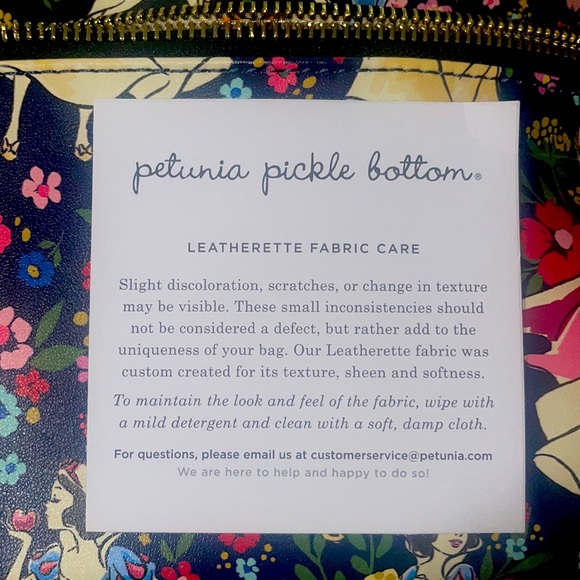 petunia pickle bottom®
LEATHERETTE FABRIC CARE
Slight discoloration, scratches, or change in texture
may be visible. These small inconsistencies should
not be considered a defect, but rather add to the
uniqueness of your bag. Our Leatherette fabric was
custom created for its texture, sheen and softness.
To maintain the look and feel of the fabric, wipe with
a mild detergent and clean with a soft, damp cloth.
For questions, please email us at customerservice@petunia.com
We are here to help and happy to do so!